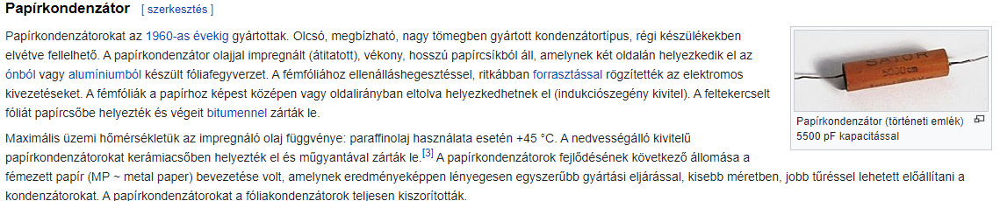 Papírkondenzátor [ szerkesztés ]
Papírkondenzátorokat az 1960-as évekig gyártottak. Olcsó, megbízható, nagy tömegben gyártott kondenzátortípus, régi készülékekben
elvétve fellelhető. A papírkondenzátor olajjal impregnált (átitatott), vékony, hosszú papírcsíkból áll, amelynek két oldalán helyezkedik el az
ónból vagy alumíniumból készült fóliafegyverzet. A fémfóliához ellenálláshegesztéssel, ritkábban forrasztással rögzítették az elektromos
kivezetéseket. A fémfóliák a papírhoz képest középen vagy oldalirányban eltolva helyezkedhetnek el (indukciószegény kivitel). A feltekercselt
fóliát papírcsőbe helyezték és végeit bitumennel zárták le.
SATOR
Papírkondenzátor (történeti emlék)
5500 pF kapacitással
Maximális üzemi hőmérsékletük az impregnáló olaj függvénye: paraffinolaj használata esetén +45 °C. A nedvességálló kivitelű
papírkondenzátorokat kerámiacsőben helyezték el és műgyantával zárták le.[3] A papírkondenzátorok fejlődésének következő állomása a
fémezett papír (MP ~ metal paper) bevezetése volt, amelynek eredményeképpen lényegesen egyszerűbb gyártási eljárással, kisebb méretben, jobb tűréssel lehetett előállítani a
kondenzátorokat. A papírkondenzátorokat a fóliakondenzátorok teljesen kiszorították.